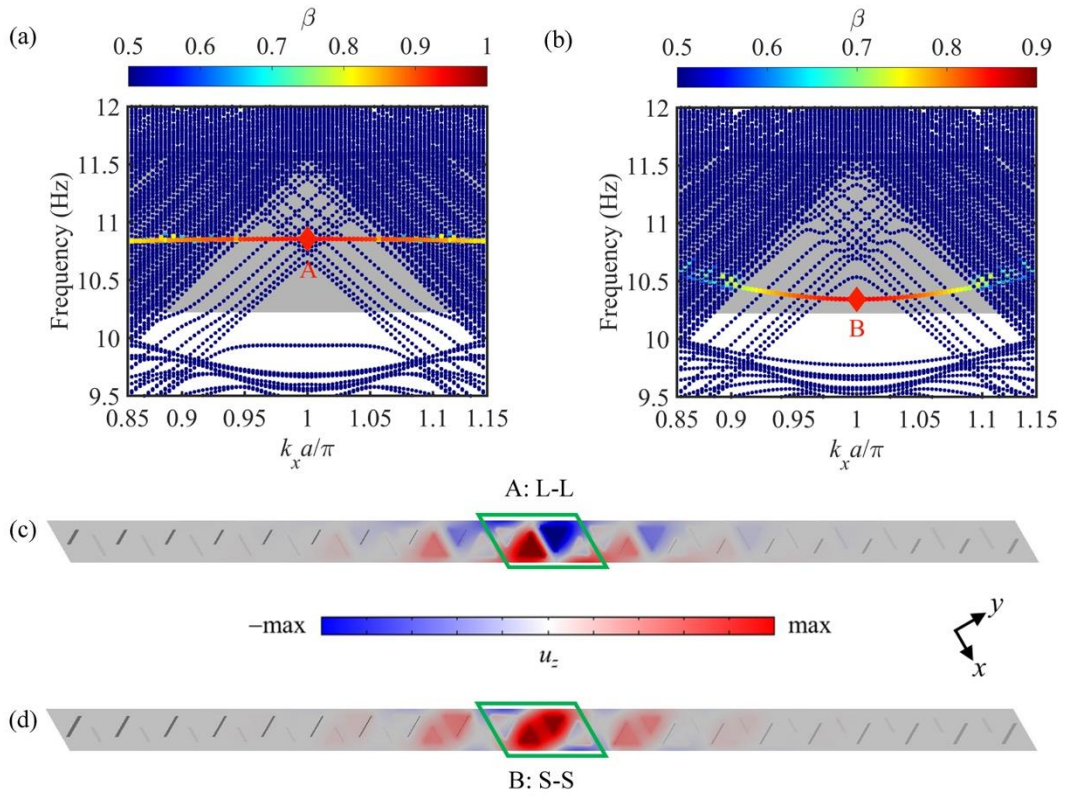 (a)
β
0.5 0.6 0.7 0.8 0.9 1
12
11.5
11
10.5
10
9.5
Frequency (Hz)
A
0.85 0.9 0.95 1 1.05 1.1 1.15
kₓa/π
(b)
β
0.5 0.6 0.7 0.8 0.9
12
11.5
11
10.5
10
9.5
Frequency (Hz)
B
0.85 0.9 0.95 1 1.05 1.1 1.15
kₓa/π
A: L-L
(c)
−max max
u_z
y
x
(d)
B: S-S